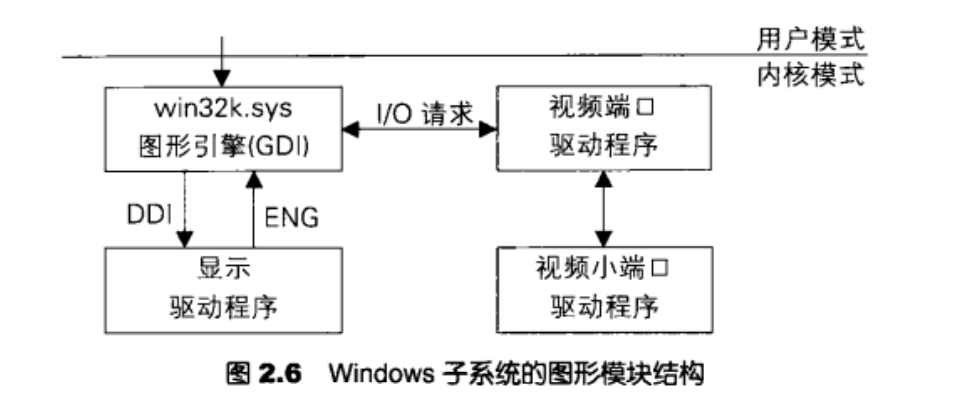 用户模式
内核模式
win32k.sys
图形引擎(GDI)
I/O 请求
视频端口
驱动程序
DDI
ENG
显示
驱动程序
视频小端口
驱动程序
图 2.6 Windows 子系统的图形模块结构